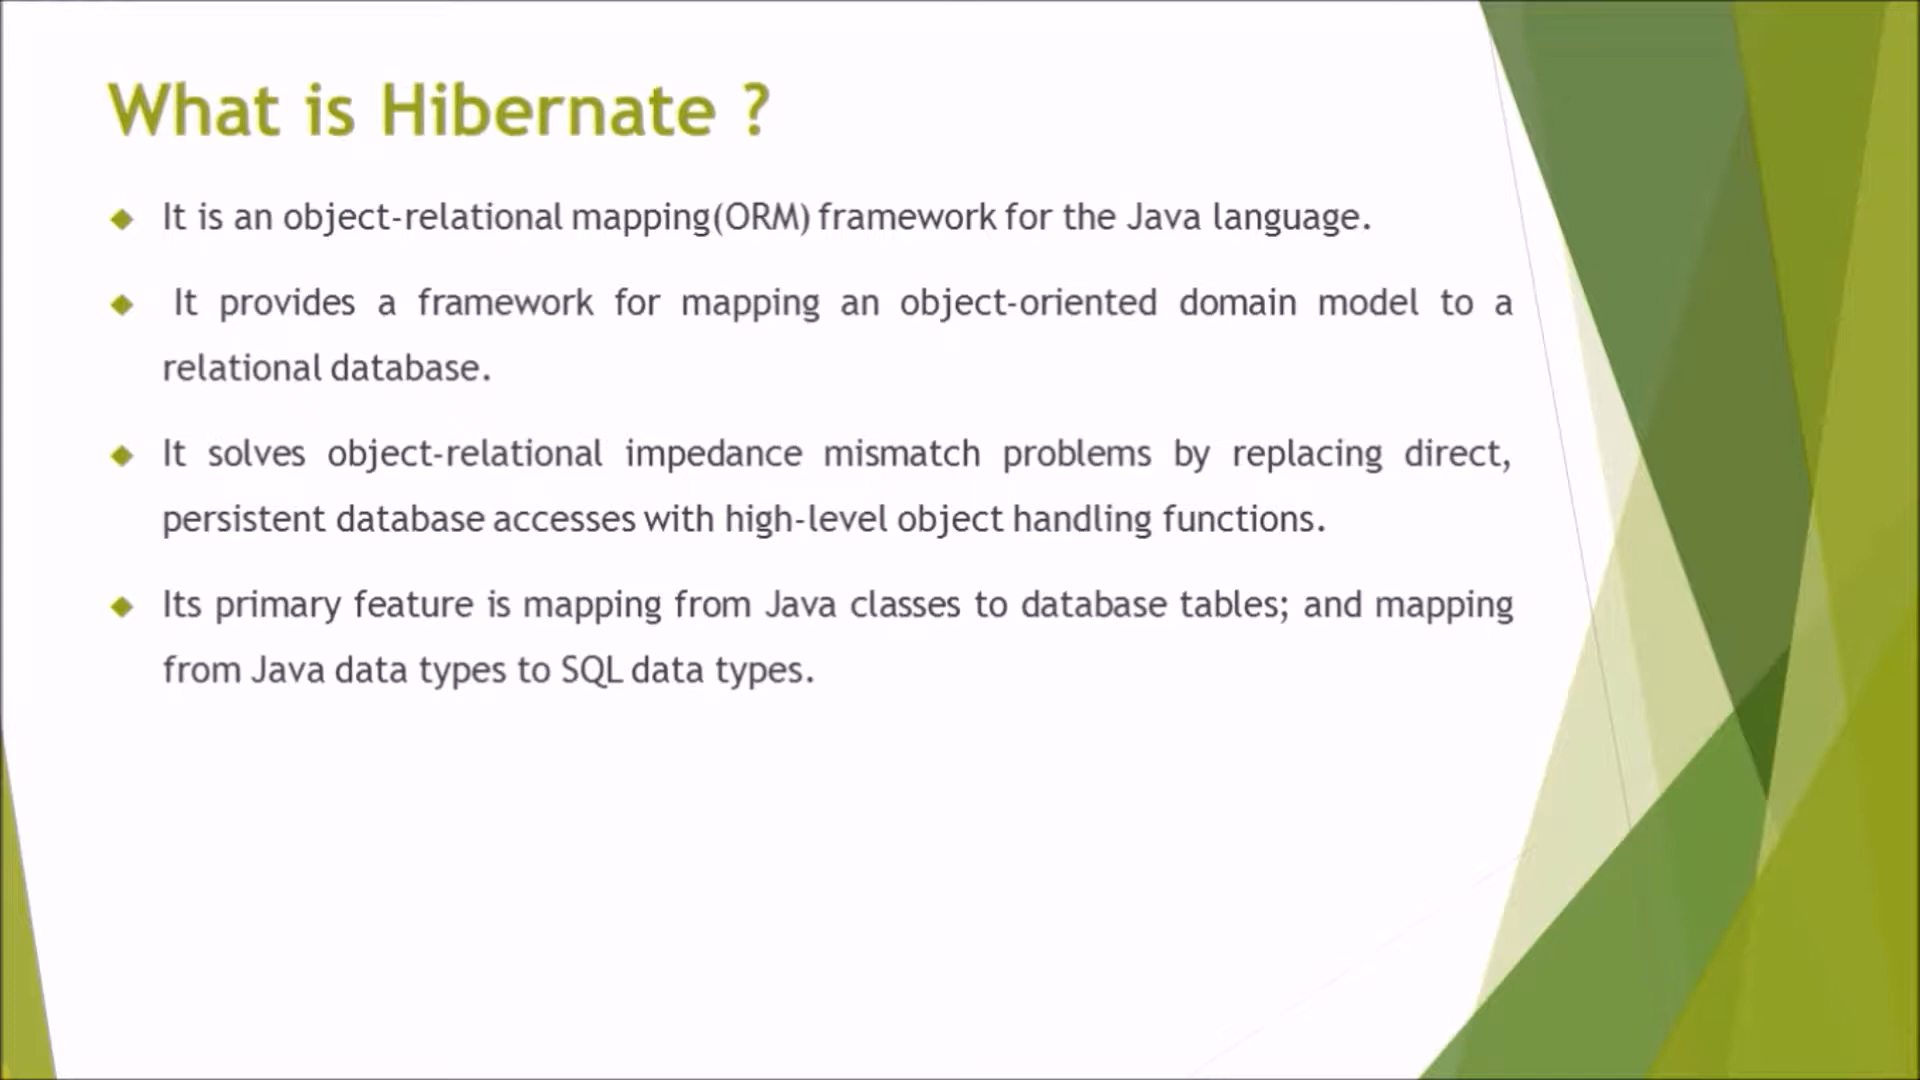 What is Hibernate ?
It is an object-relational mapping(ORM) framework for the Java language.
It provides a framework for mapping an object-oriented domain model to a
relational database.
It solves object-relational impedance mismatch problems by replacing direct,
persistent database accesses with high-level object handling functions.
Its primary feature is mapping from Java classes to database tables; and mapping
from Java data types to SQL data types.